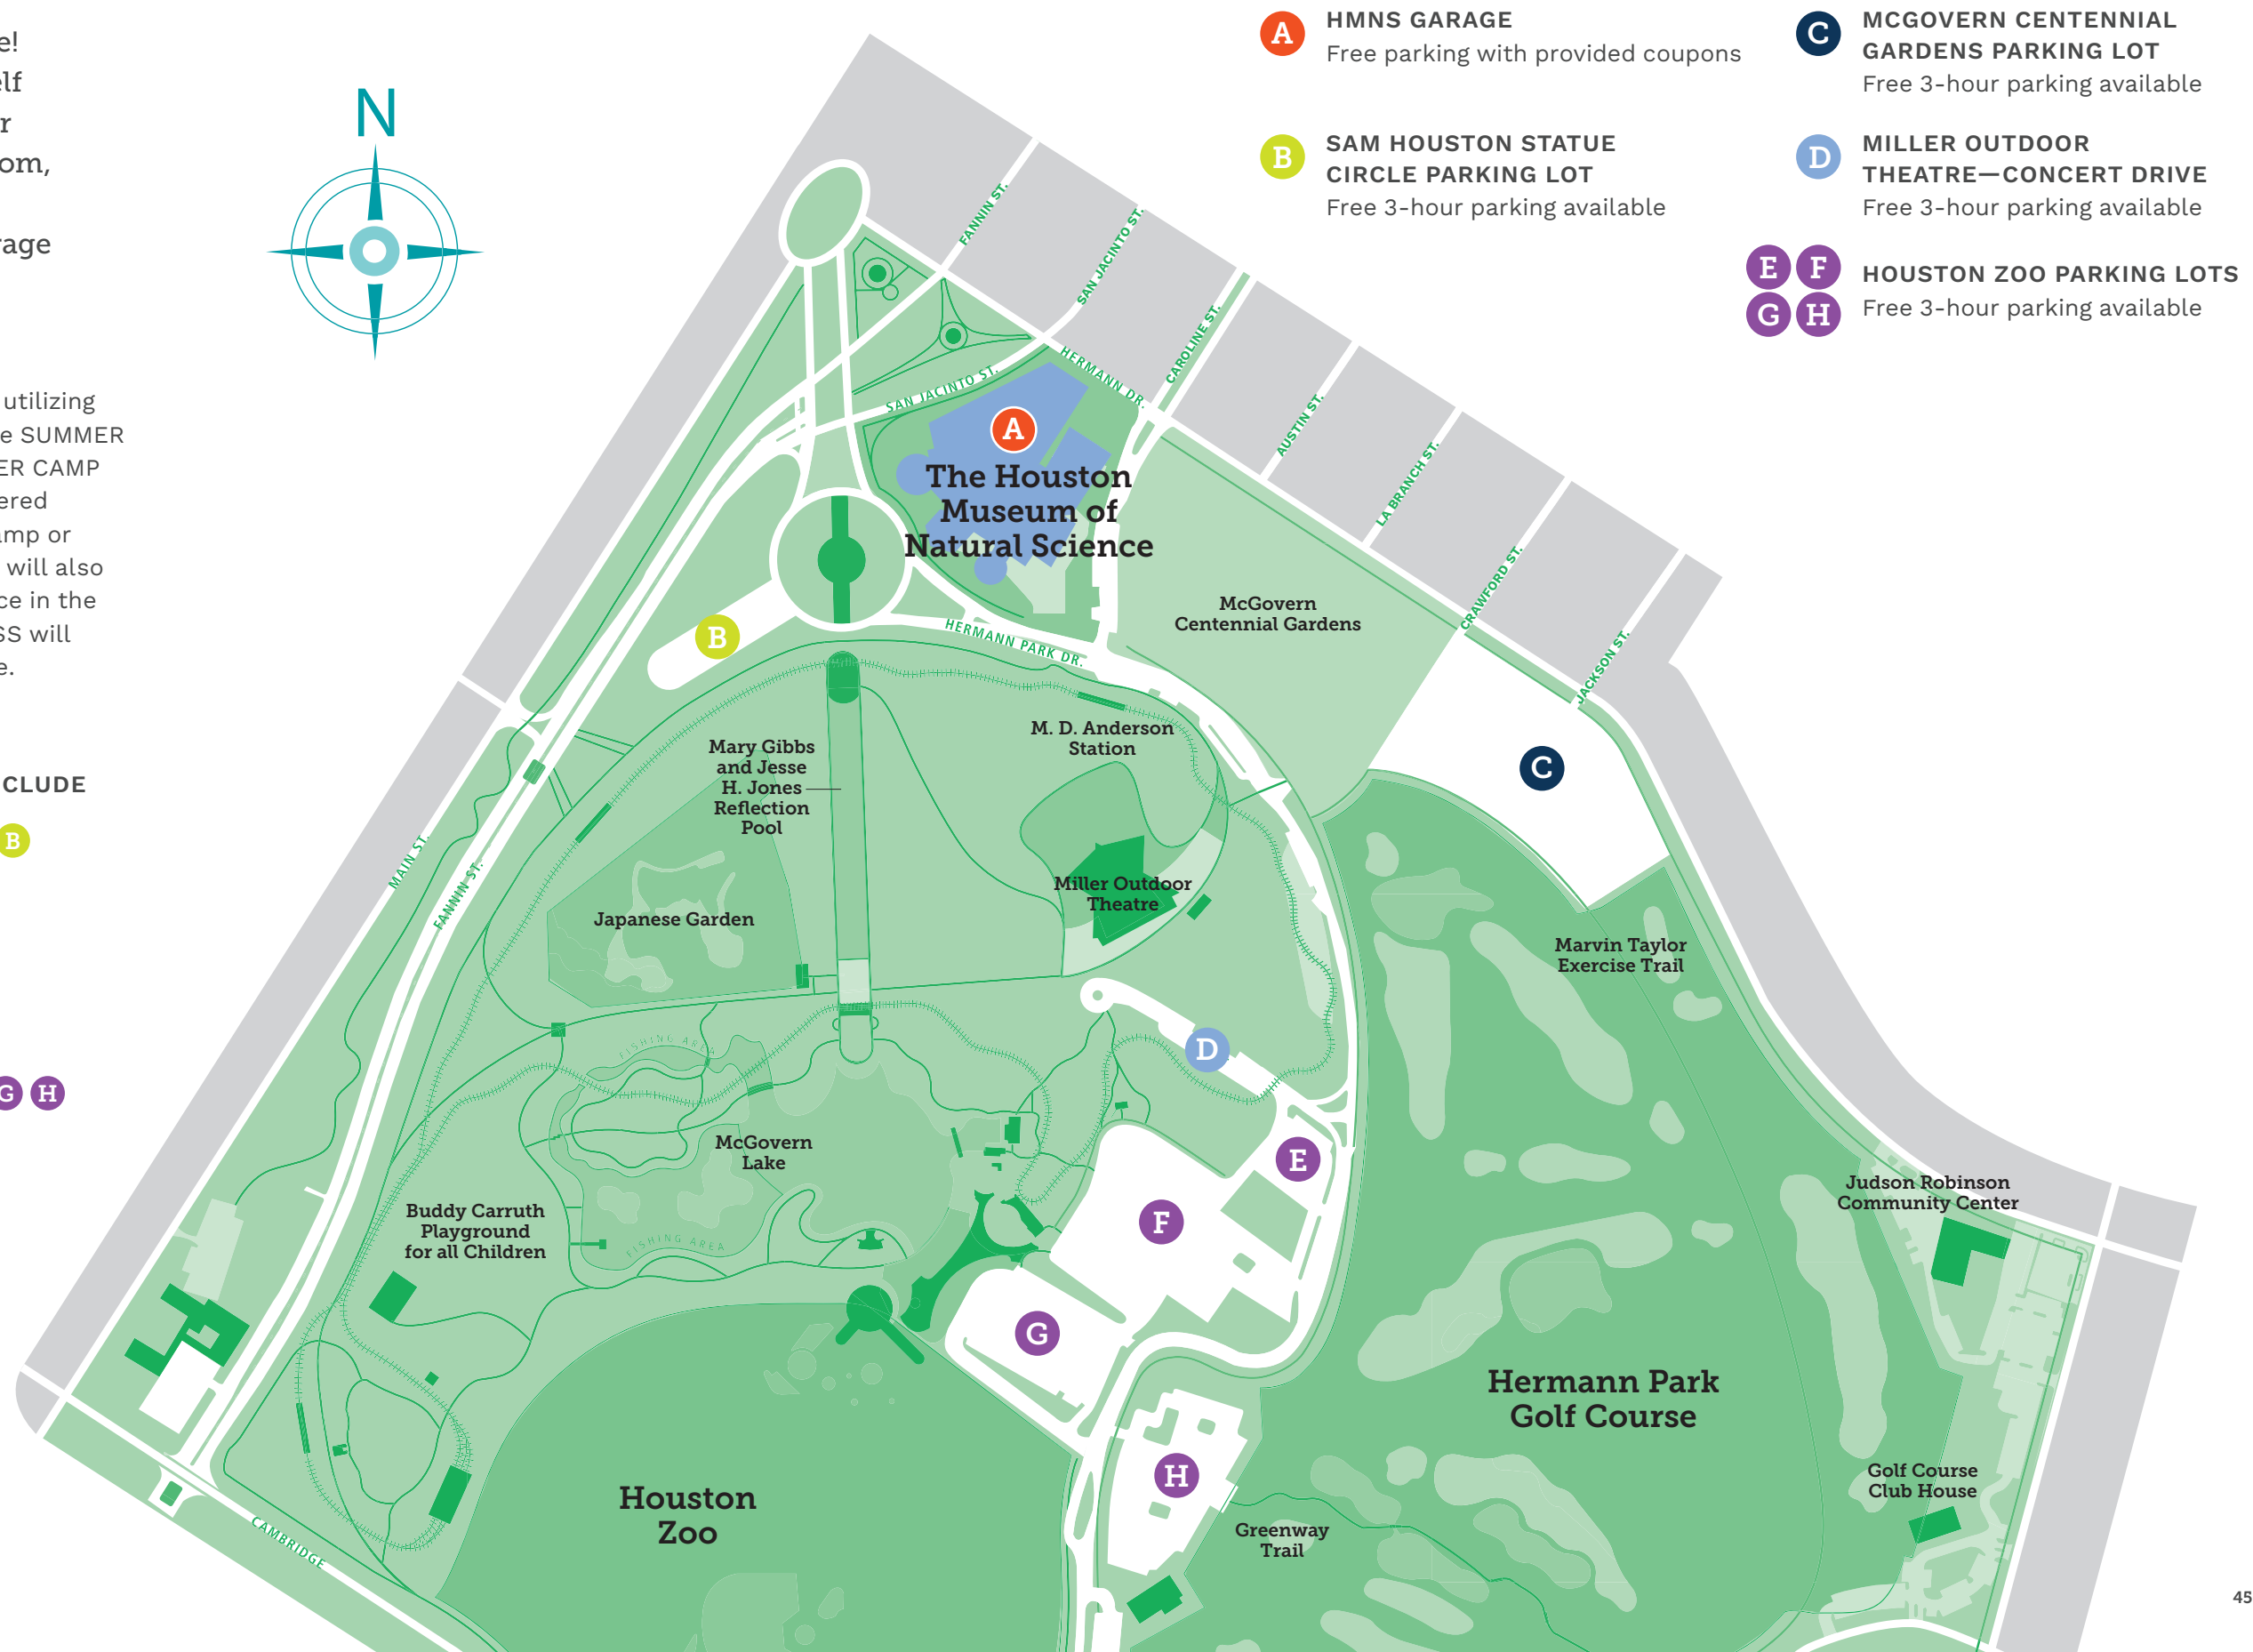 e!
elf
r
om,
rage
utilizing
e SUMMER
ER CAMP
ered
amp or
will also
ce in the
SS will
e.
CLUDE
B
G H
N
A HMNS GARAGE
Free parking with provided coupons
B SAM HOUSTON STATUE
CIRCLE PARKING LOT
Free 3-hour parking available
C MCGOVERN CENTENNIAL
GARDENS PARKING LOT
Free 3-hour parking available
D MILLER OUTDOOR
THEATRE—CONCERT DRIVE
Free 3-hour parking available
E F
G H
HOUSTON ZOO PARKING LOTS
Free 3-hour parking available
FANNIN ST.
SAN JACINTO ST.
CAROLINE ST.
HERMANN DR.
SAN JACINTO ST.
AUSTIN ST.
LA BRANCH ST.
CRAWFORD ST.
JACKSON ST.
A
The Houston
Museum of
Natural Science
McGovern
Centennial Gardens
HERMANN PARK DR.
B
C
M. D. Anderson
Station
Mary Gibbs
and Jesse
H. Jones
Reflection
Pool
MAIN ST.
FANNIN ST.
Japanese Garden
Miller Outdoor
Theatre
Marvin Taylor
Exercise Trail
FISHING AREA
D
McGovern
Lake
E
Judson Robinson
Community Center
Buddy Carruth
Playground
for all Children
FISHING AREA
F
G
Hermann Park
Golf Course
H
Golf Course
Club House
Houston
Zoo
Greenway
Trail
CAMBRIDGE
45